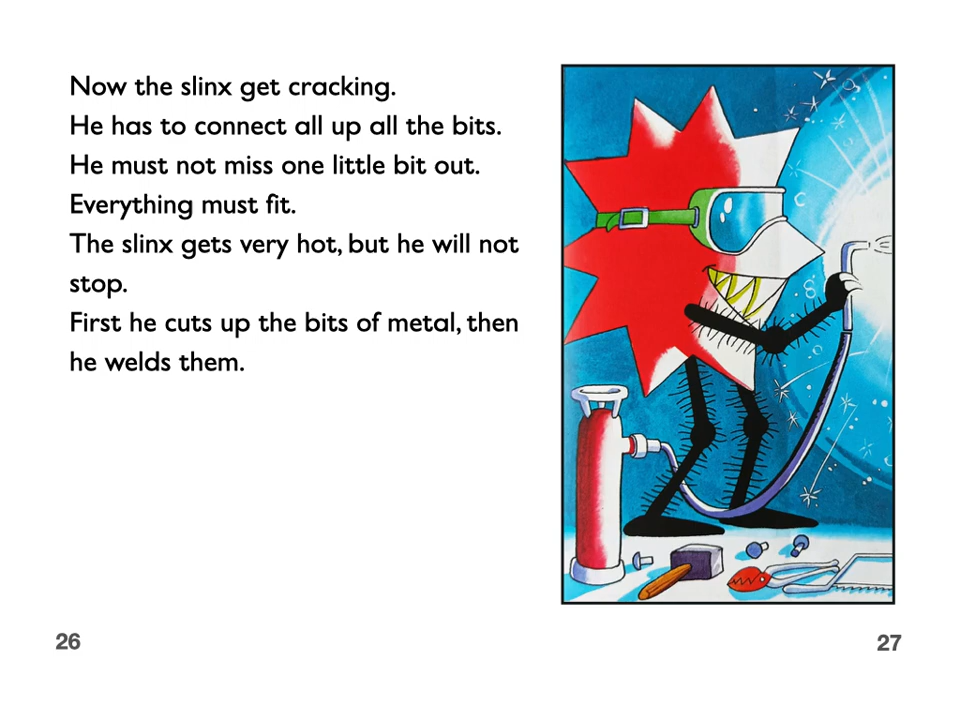 Now the slinx get cracking.
He has to connect all up all the bits.
He must not miss one little bit out.
Everything must fit.
The slinx gets very hot, but he will not
stop.
First he cuts up the bits of metal, then
he welds them.
26
27